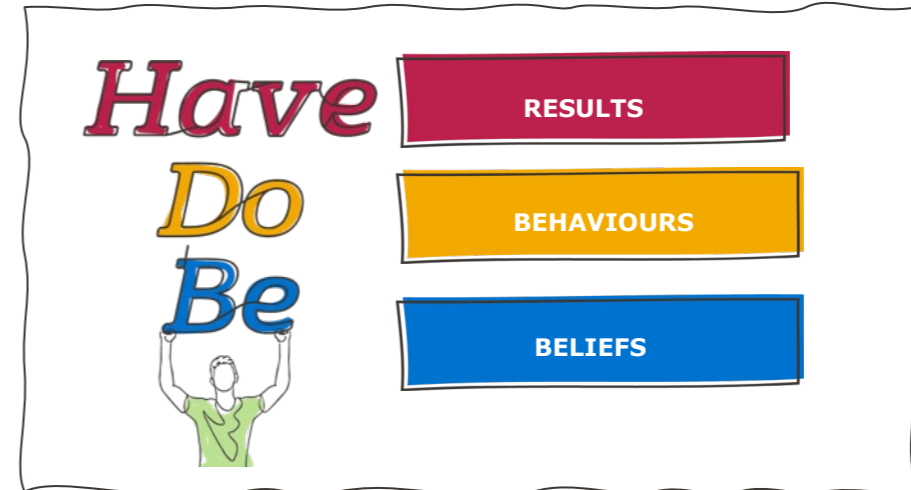 Have
RESULTS
Do
BEHAVIOURS
Be
BELIEFS